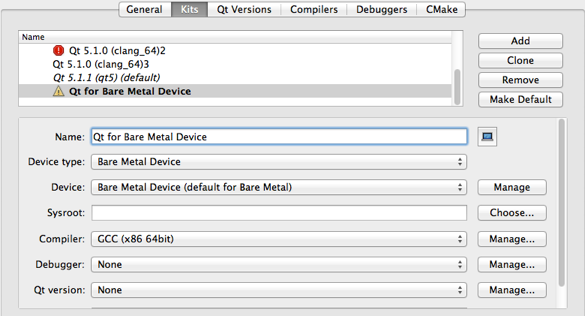 General Kits Qt Versions Compilers Debuggers CMake
Name
Qt 5.1.0 (clang_64)2
Qt 5.1.0 (clang_64)3
Qt 5.1.1 (qt5) (default)
Qt for Bare Metal Device
Add
Clone
Remove
Make Default
Name: Qt for Bare Metal Device
Device type: Bare Metal Device
Device: Bare Metal Device (default for Bare Metal) Manage
Sysroot: Choose...
Compiler: GCC (x86 64bit) Manage...
Debugger: None Manage...
Qt version: None Manage...